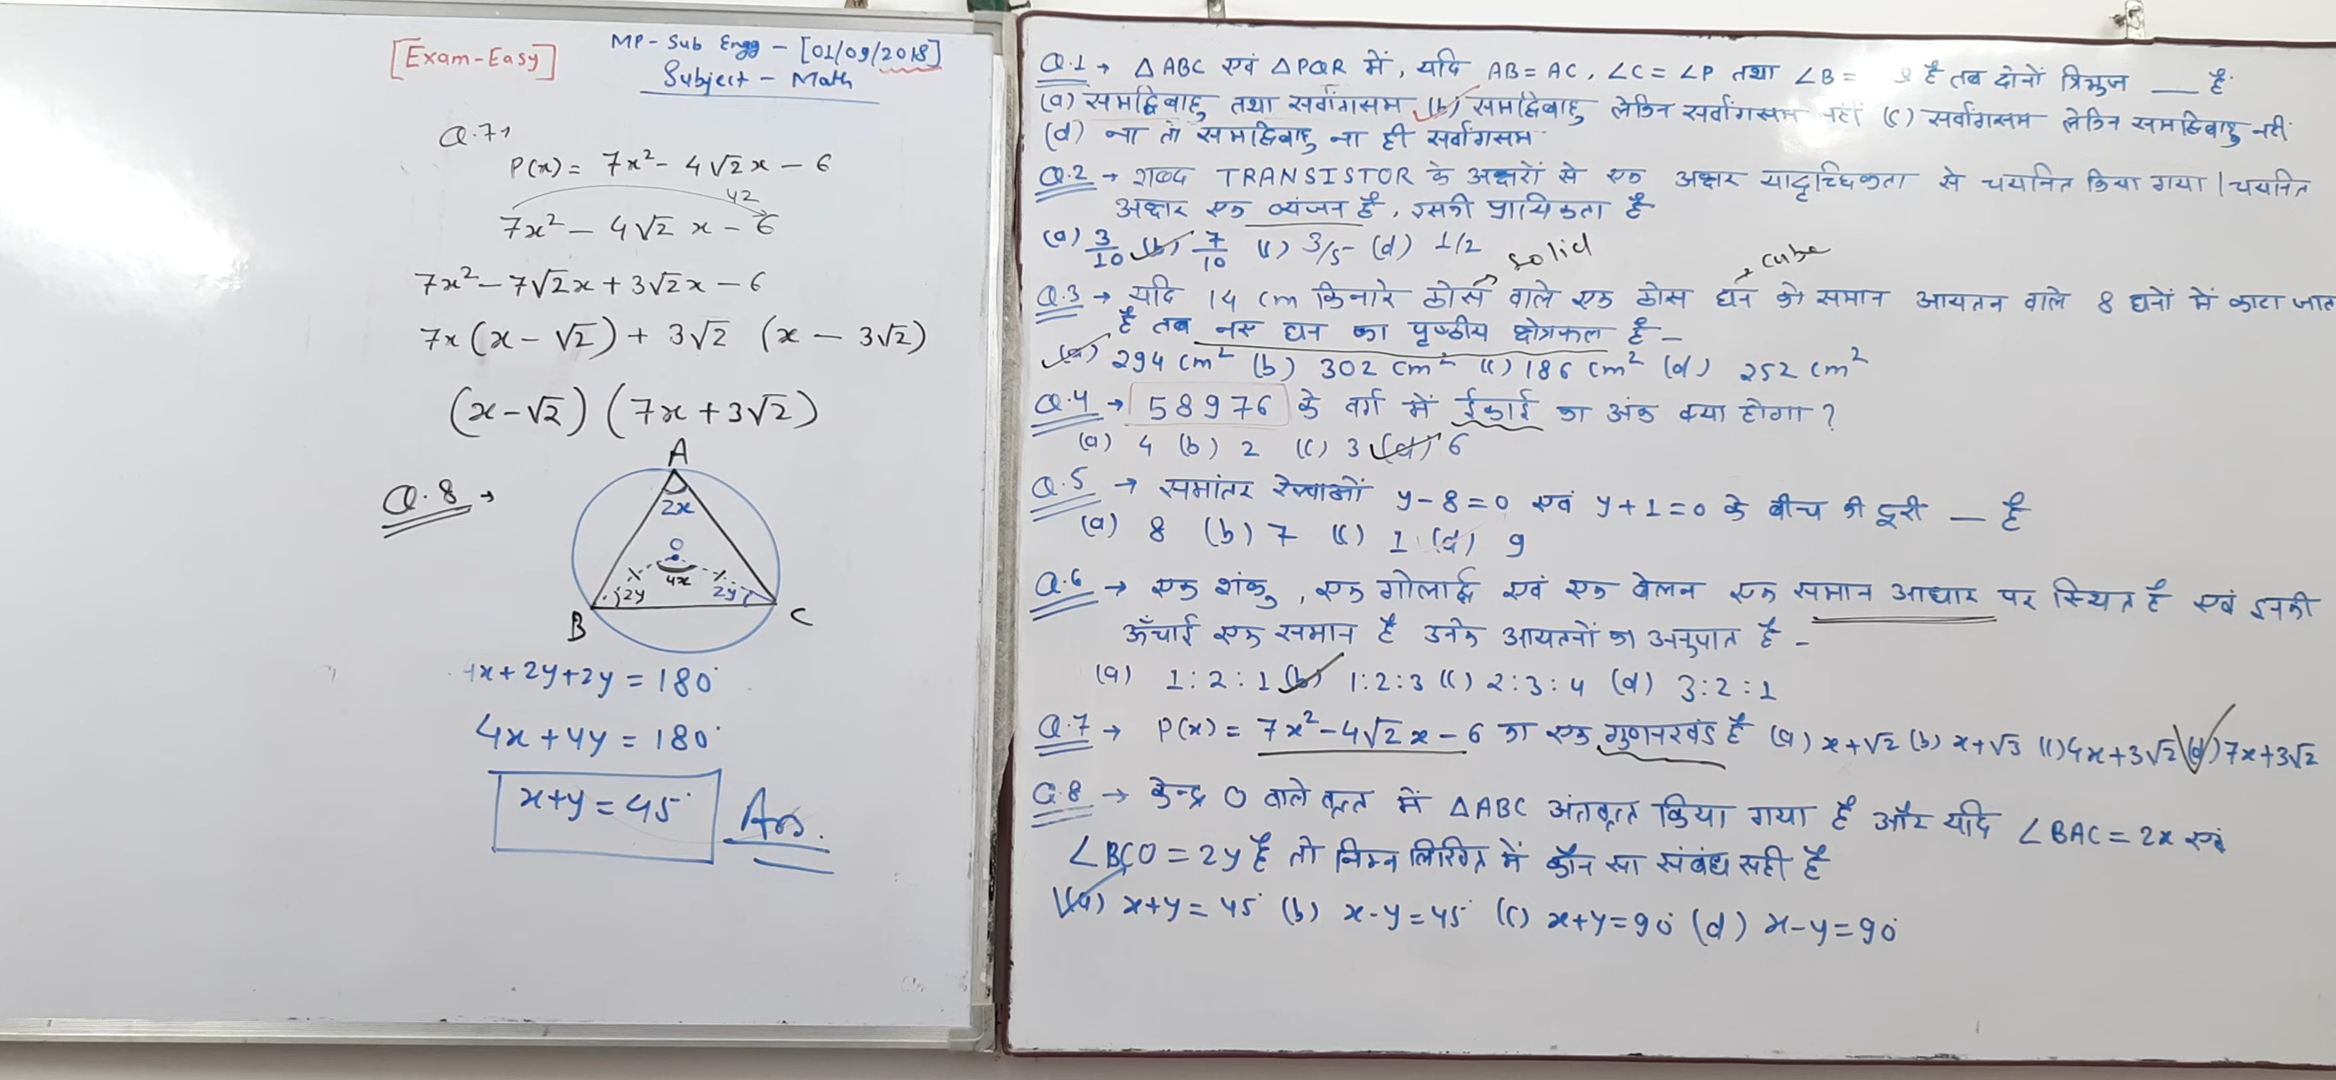 [Exam-Easy]
MP- Sub Engg - [01/09/2018]
Subject - Math
Q.7→
P(x) = 7x² - 4√2x - 6
42
7x² - 4√2 x - 6
7x² - 7√2x + 3√2x - 6
7x(x - √2) + 3√2 (x - 3√2)
(x-√2) (7x + 3√2)
Q.8 →
A
2x
O
4x
2y 2y
B C
4x + 2y + 2y = 180°
4x + 4y = 180°
x+y = 45° Ans.
Q.1 → △ABC एवं △PQR में, यदि AB = AC, ∠C = ∠P तथा ∠B = है तब दोनों त्रिभुज __ है
(a) समद्विबाहु तथा सर्वांगसम (b) समद्विबाहु लेकिन सर्वांगसम नहीं (c) सर्वांगसम लेकिन समद्विबाहु नहीं
(d) ना तो समद्विबाहु ना ही सर्वांगसम
Q.2 → शब्द TRANSISTOR के अक्षरों से एक अक्षर यादृच्छिकता से चयनित किया गया | चयनित
अक्षर एक व्यंजन है, इसकी प्रायिकता है
(a) 3/10 (b) 7/10 (c) 3/5 (d) 1/2
solid cube
Q.3 → यदि 14 cm किनारे ठोस वाले एक ठोस घन को समान आयतन वाले 8 घनों में काटा जाता
है तब नए घन का पृष्ठीय क्षेत्रफल है -
(a) 294 cm² (b) 302 cm² (c) 186 cm² (d) 252 cm²
Q.4 → 58976 के वर्ग में ईकाई का अंक क्या होगा ?
(a) 4 (b) 2 (c) 3 (d) 6
Q.5 → समांतर रेखाओं y-8=0 एवं y+1=0 के बीच की दूरी — है
(a) 8 (b) 7 (c) 1 (d) 9
Q.6 → एक शंकु, एक गोलार्द्ध एवं एक बेलन एक समान आधार पर स्थित है एवं इनकी
ऊँचाई एक समान है उनके आयतनों का अनुपात है -
(a) 1:2:1 (b) 1:2:3 (c) 2:3:4 (d) 3:2:1
Q.7 → P(x) = 7x²-4√2x-6 का एक गुणनखंड है (a) x+√2 (b) x+√3 (c) 4x+3√2 (d) 7x+3√2
Q.8 → केन्द्र O वाले वृत्त में △ABC अंतवृत्त किया गया है और यदि ∠BAC = 2x एवं
∠BCO = 2y है तो निम्न लिखित में कौन सा संबंध सही है
(a) x+y = 45° (b) x-y = 45° (c) x+y=90° (d) x-y=90°